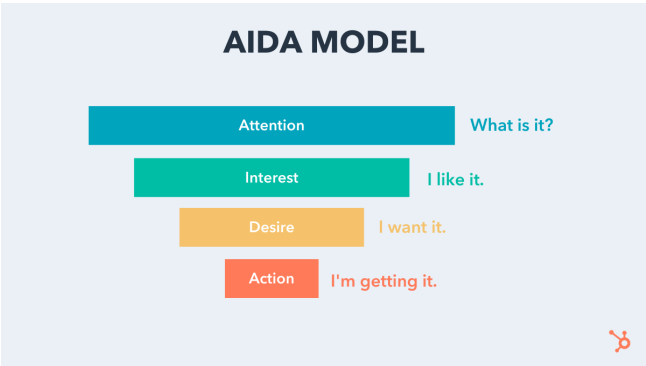 AIDA MODEL
Attention What is it?
Interest I like it.
Desire I want it.
Action I'm getting it.